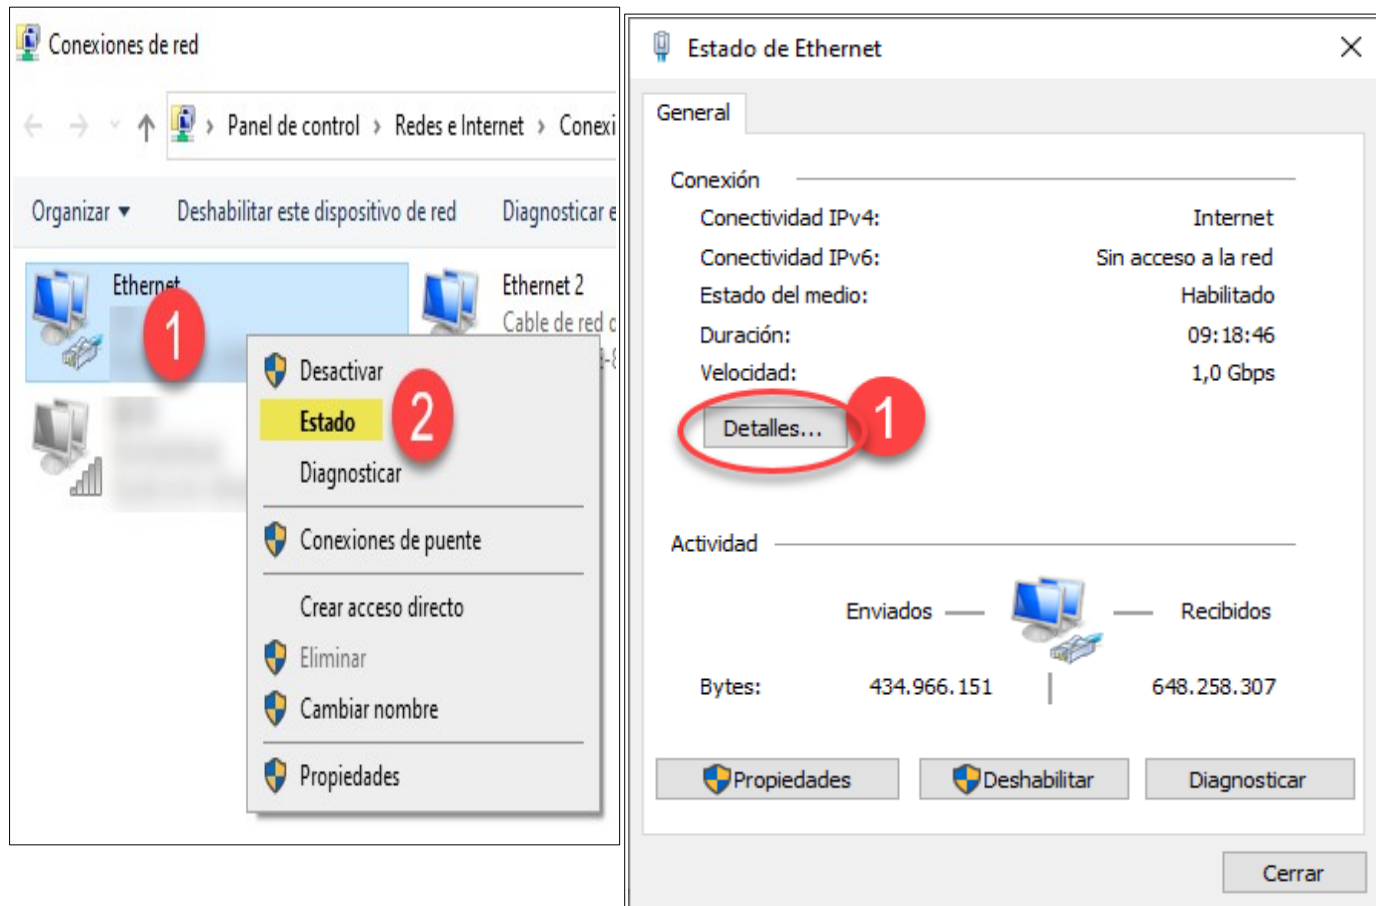 Conexiones de red
Panel de control > Redes e Internet > Conexi
Organizar Deshabilitar este dispositivo de red Diagnosticar e
Ethernet
1
Ethernet 2
Cable de red
Desactivar
Estado
2
Diagnosticar
Conexiones de puente
Crear acceso directo
Eliminar
Cambiar nombre
Propiedades
Estado de Ethernet
General
Conexión
Conectividad IPv4: Internet
Conectividad IPv6: Sin acceso a la red
Estado del medio: Habilitado
Duración: 09:18:46
Velocidad: 1,0 Gbps
Detalles...
1
Actividad
Enviados Recibidos
Bytes: 434.966.151 648.258.307
Propiedades Deshabilitar Diagnosticar
Cerrar